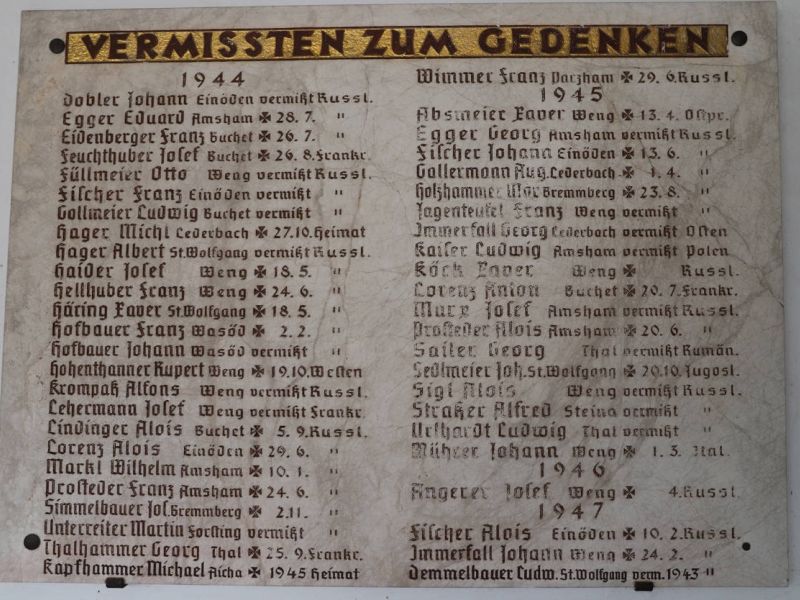 VERMISSTEN ZUM GEDENKEN
1944
Dobler Johann Einöden vermißt Russl.
Egger Eduard Amsham ✠ 28.7. "
Eidenberger Franz Buchet ✠ 26.7. "
Feuchthuber Josef Buchet ✠ 26.8. Frankr.
Füllmeier Otto Weng vermißt Russl.
Fischer Franz Einöden vermißt "
Gollmeier Ludwig Buchet vermißt "
Hager Michl Lederbach ✠ 27.10. Heimat
Hager Albert St. Wolfgang vermißt Russl.
Haider Josef Weng ✠ 18.5. "
Hellhuber Franz Weng ✠ 24.6. "
Häring Xaver St. Wolfgang ✠ 18.5. "
Hofbauer Franz Wasöd ✠ 2.2. "
Hofbauer Johann Wasöd vermißt "
Hohenthanner Rupert Weng ✠ 19.10. Westen
Krompaß Alfons Weng vermißt Russl.
Lehermann Josef Weng vermißt Frankr.
Lindinger Alois Buchet ✠ 5.9. Russl.
Lorenz Alois Einöden ✠ 29.6. "
Markl Wilhelm Amsham ✠ 10.1. "
Prosteder Franz Amsham ✠ 24.6. "
Simmelbauer Jos. Bremmberg ✠ 2.11. "
Unterreiter Martin Forsting vermißt "
Thalhammer Georg Thal ✠ 25.9. Frankr.
Kapfhammer Michael Aicha ✠ 1945 Heimat
Wimmer Franz Parzham ✠ 29.6. Russl.
1945
Absmeier Xaver Weng ✠ 13.4. Ostpr.
Egger Georg Amsham vermißt Russl.
Fischer Johann Einöden ✠ 13.6. "
Gollermann Aug. Lederbach ✠ 1.4. "
Holzhammer Max Bremmberg ✠ 23.8. "
Jagenteufel Franz Weng vermißt "
Immerfall Georg Lederbach vermißt Osten
Kaiser Ludwig Amsham vermißt Polen
Köck Xaver Weng ✠ Russl.
Lorenz Anton Buchet ✠ 20.7. Frankr.
Marx Josef Amsham vermißt Russl.
Prosteder Alois Amsham ✠ 20.6. "
Sailer Georg Thal vermißt Rumän.
Sedlmeier Joh. St. Wolfgang ✠ 20.10. Jugosl.
Sigl Alois Weng vermißt Russl.
Straßer Alfred Steina vermißt "
Urlhardt Ludwig Thal vermißt "
Mührer Johann Weng ✠ 1.3. Ital.
1946
Angerer Josef Weng ✠ 4. Russl.
1947
Fischer Alois Einöden ✠ 10.2. Russl.
Immerfall Johann Weng ✠ 24.2. "
Demmelbauer Ludw. St. Wolfgang verm. 1943 "